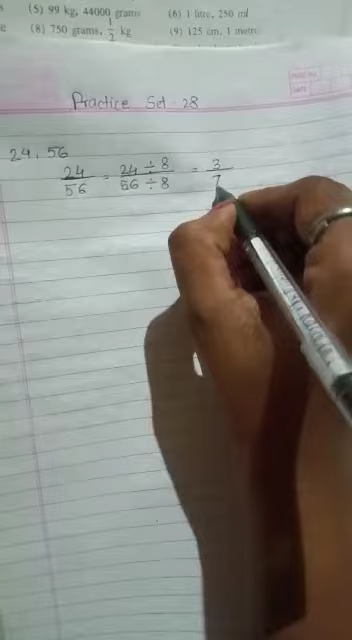 (5) 99 kg, 44000 grams (6) 1 litre, 250 ml
(8) 750 grams, 1/2 kg (9) 125 cm, 1 metre
Practice Set 28
24, 56
24/56 = 24 ÷ 8/56 ÷ 8 = 3/7